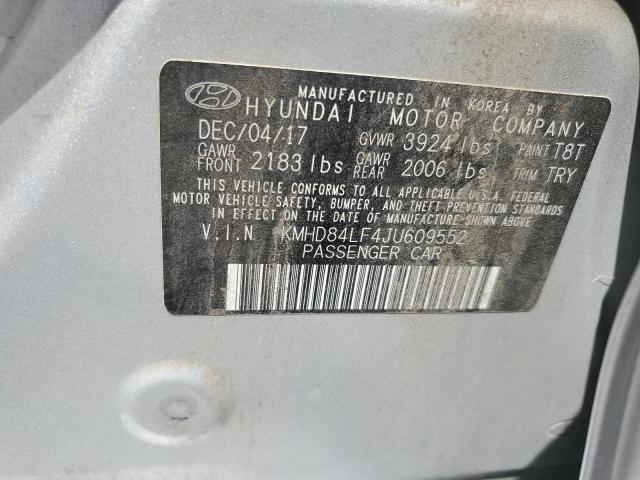 MANUFACTURED IN KOREA BY
HYUNDAI MOTOR COMPANY
DEC/04/17 GVWR 3924 lbs PAINT T8T
GAWR FRONT 2183 lbs GAWR REAR 2006 lbs TRIM TRY
THIS VEHICLE CONFORMS TO ALL APPLICABLE U.S.A. FEDERAL
MOTOR VEHICLE SAFETY, BUMPER, AND THEFT PREVENTION STANDARDS
IN EFFECT ON THE DATE OF MANUFACTURE SHOWN ABOVE
V.I.N KMHD84LF4JU609552
PASSENGER CAR